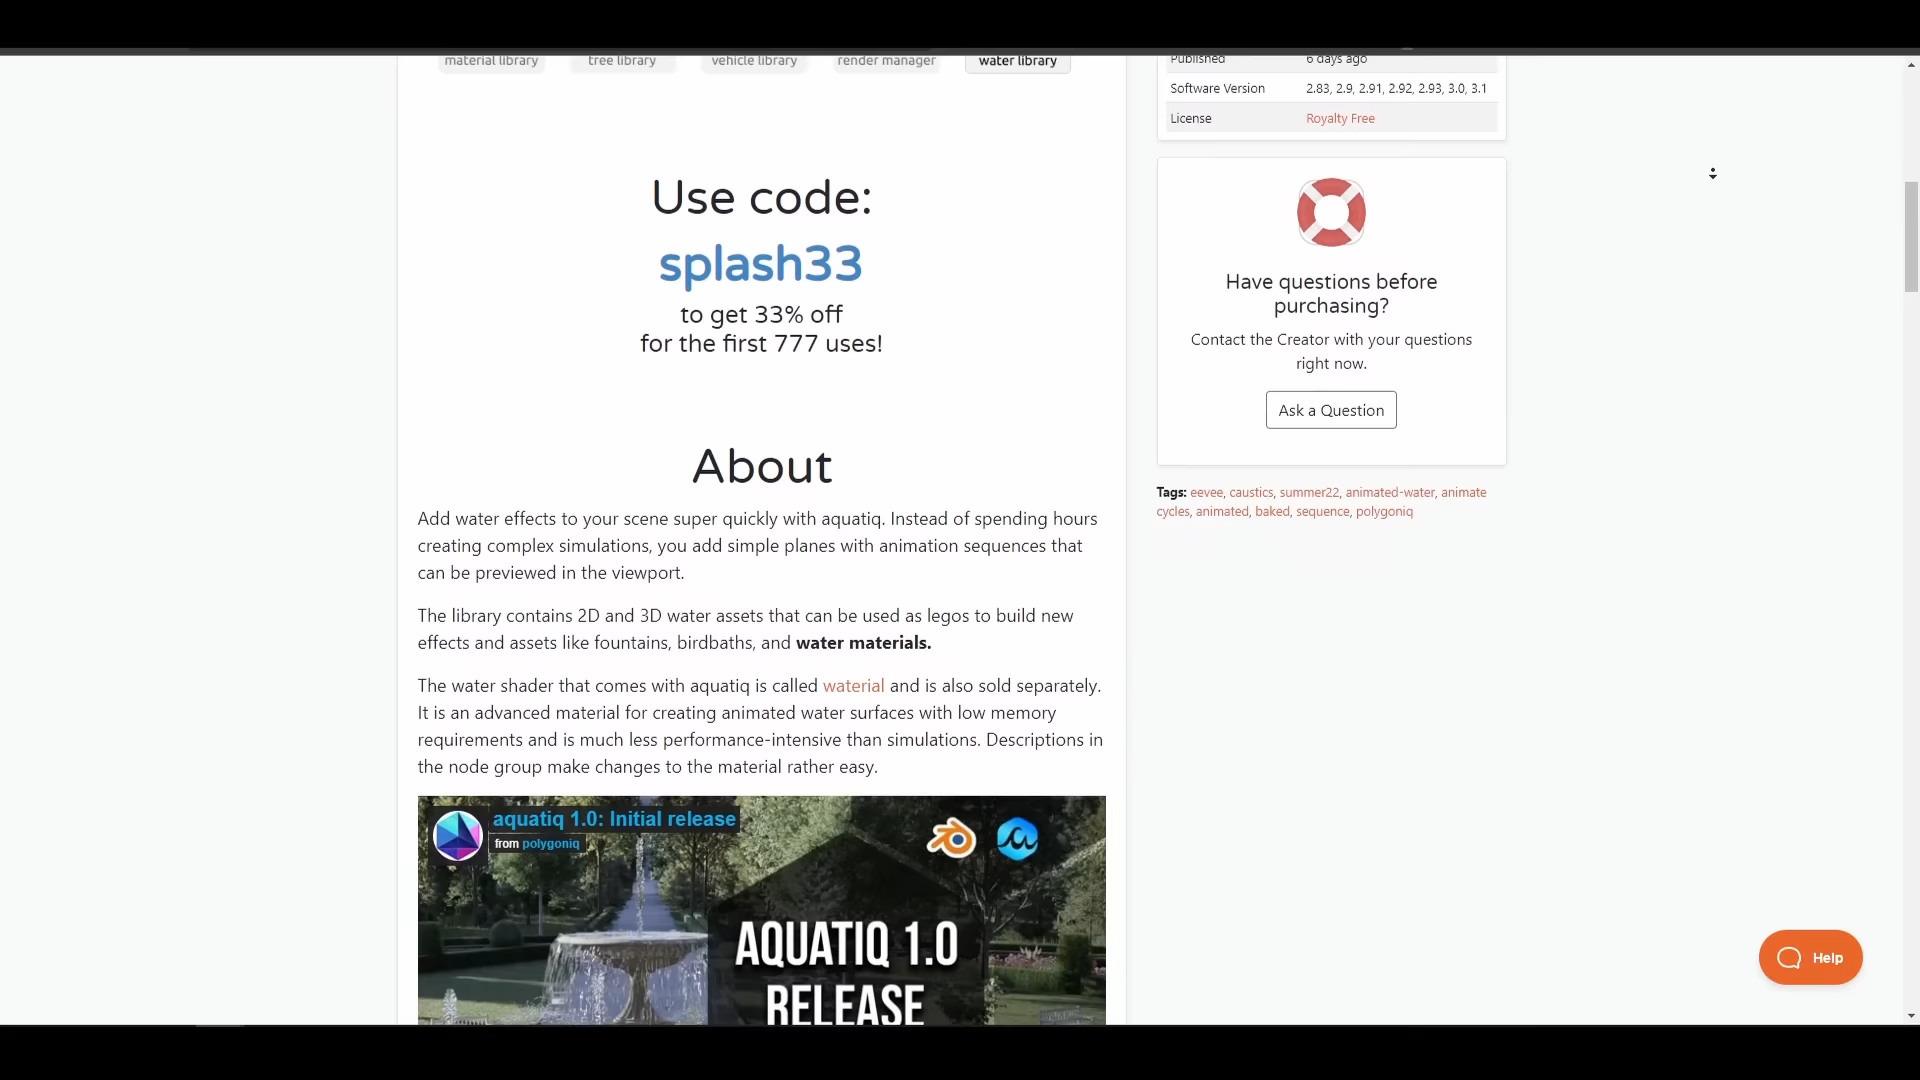 material library
tree library
vehicle library
render manager
water library
Use code:
splash33
to get 33% off
for the first 777 uses!
About
Add water effects to your scene super quickly with aquatiq. Instead of spending hours
creating complex simulations, you add simple planes with animation sequences that
can be previewed in the viewport.
The library contains 2D and 3D water assets that can be used as legos to build new
effects and assets like fountains, birdbaths, and water materials.
The water shader that comes with aquatiq is called waterial and is also sold separately.
It is an advanced material for creating animated water surfaces with low memory
requirements and is much less performance-intensive than simulations. Descriptions in
the node group make changes to the material rather easy.
aquatiq 1.0: Initial release
from polygoniq
AQUATIQ 1.0
RELEASE
Published 6 days ago
Software Version 2.83, 2.9, 2.91, 2.92, 2.93, 3.0, 3.1
License Royalty Free
Have questions before
purchasing?
Contact the Creator with your questions
right now.
Ask a Question
Tags: eevee, caustics, summer22, animated-water, animate
cycles, animated, baked, sequence, polygoniq
Help